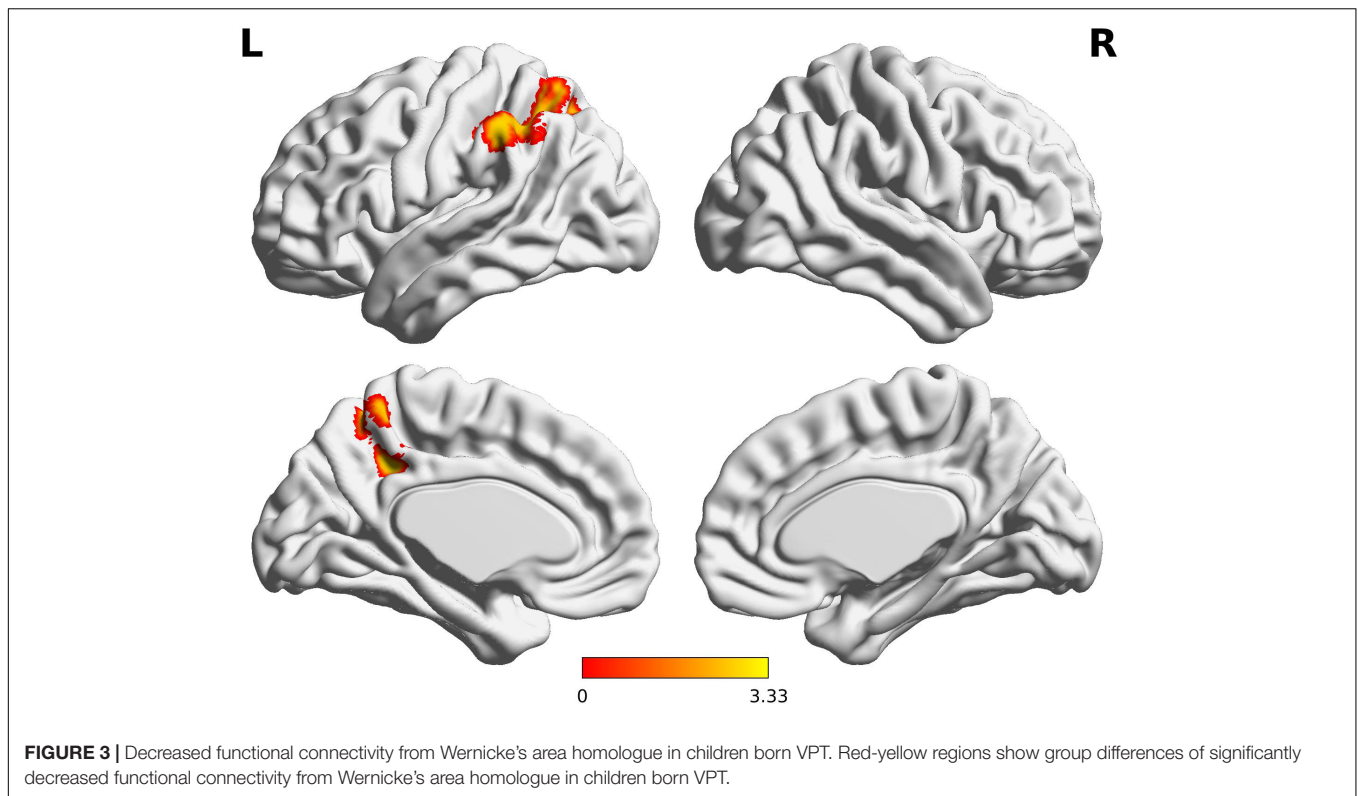 L R
0 3.33
FIGURE 3 | Decreased functional connectivity from Wernicke's area homologue in children born VPT. Red-yellow regions show group differences of significantly
decreased functional connectivity from Wernicke's area homologue in children born VPT.